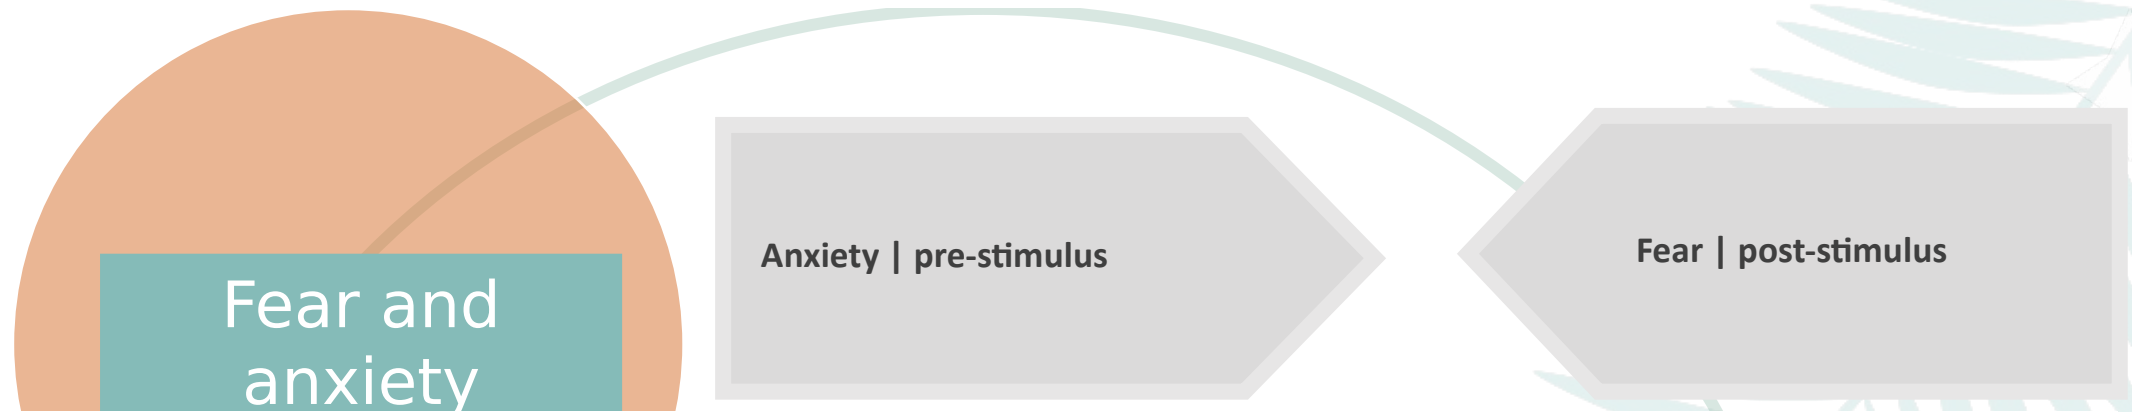 Fear and
anxiety
Anxiety | pre-stimulus
Fear | post-stimulus